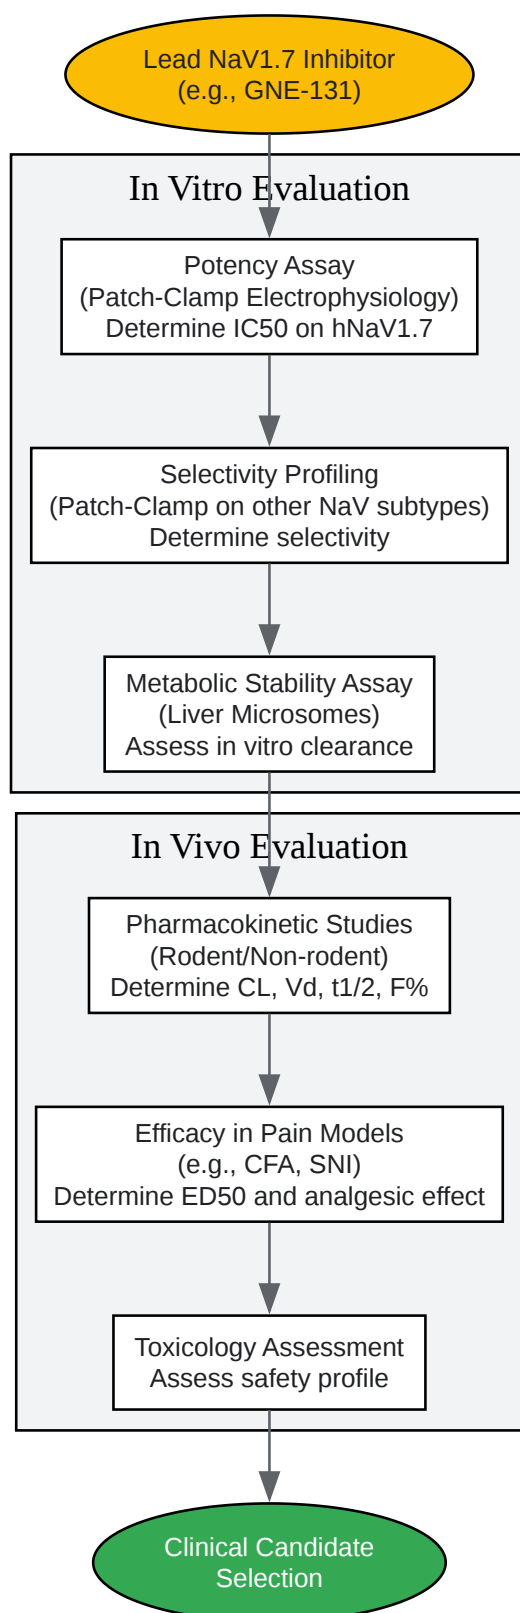 Lead NaV1.7 Inhibitor
(e.g., GNE-131)
In Vitro Evaluation
Potency Assay
(Patch-Clamp Electrophysiology)
Determine IC50 on hNaV1.7
Selectivity Profiling
(Patch-Clamp on other NaV subtypes)
Determine selectivity
Metabolic Stability Assay
(Liver Microsomes)
Assess in vitro clearance
In Vivo Evaluation
Pharmacokinetic Studies
(Rodent/Non-rodent)
Determine CL, Vd, t1/2, F%
Efficacy in Pain Models
(e.g., CFA, SNI)
Determine ED50 and analgesic effect
Toxicology Assessment
Assess safety profile
Clinical Candidate
Selection